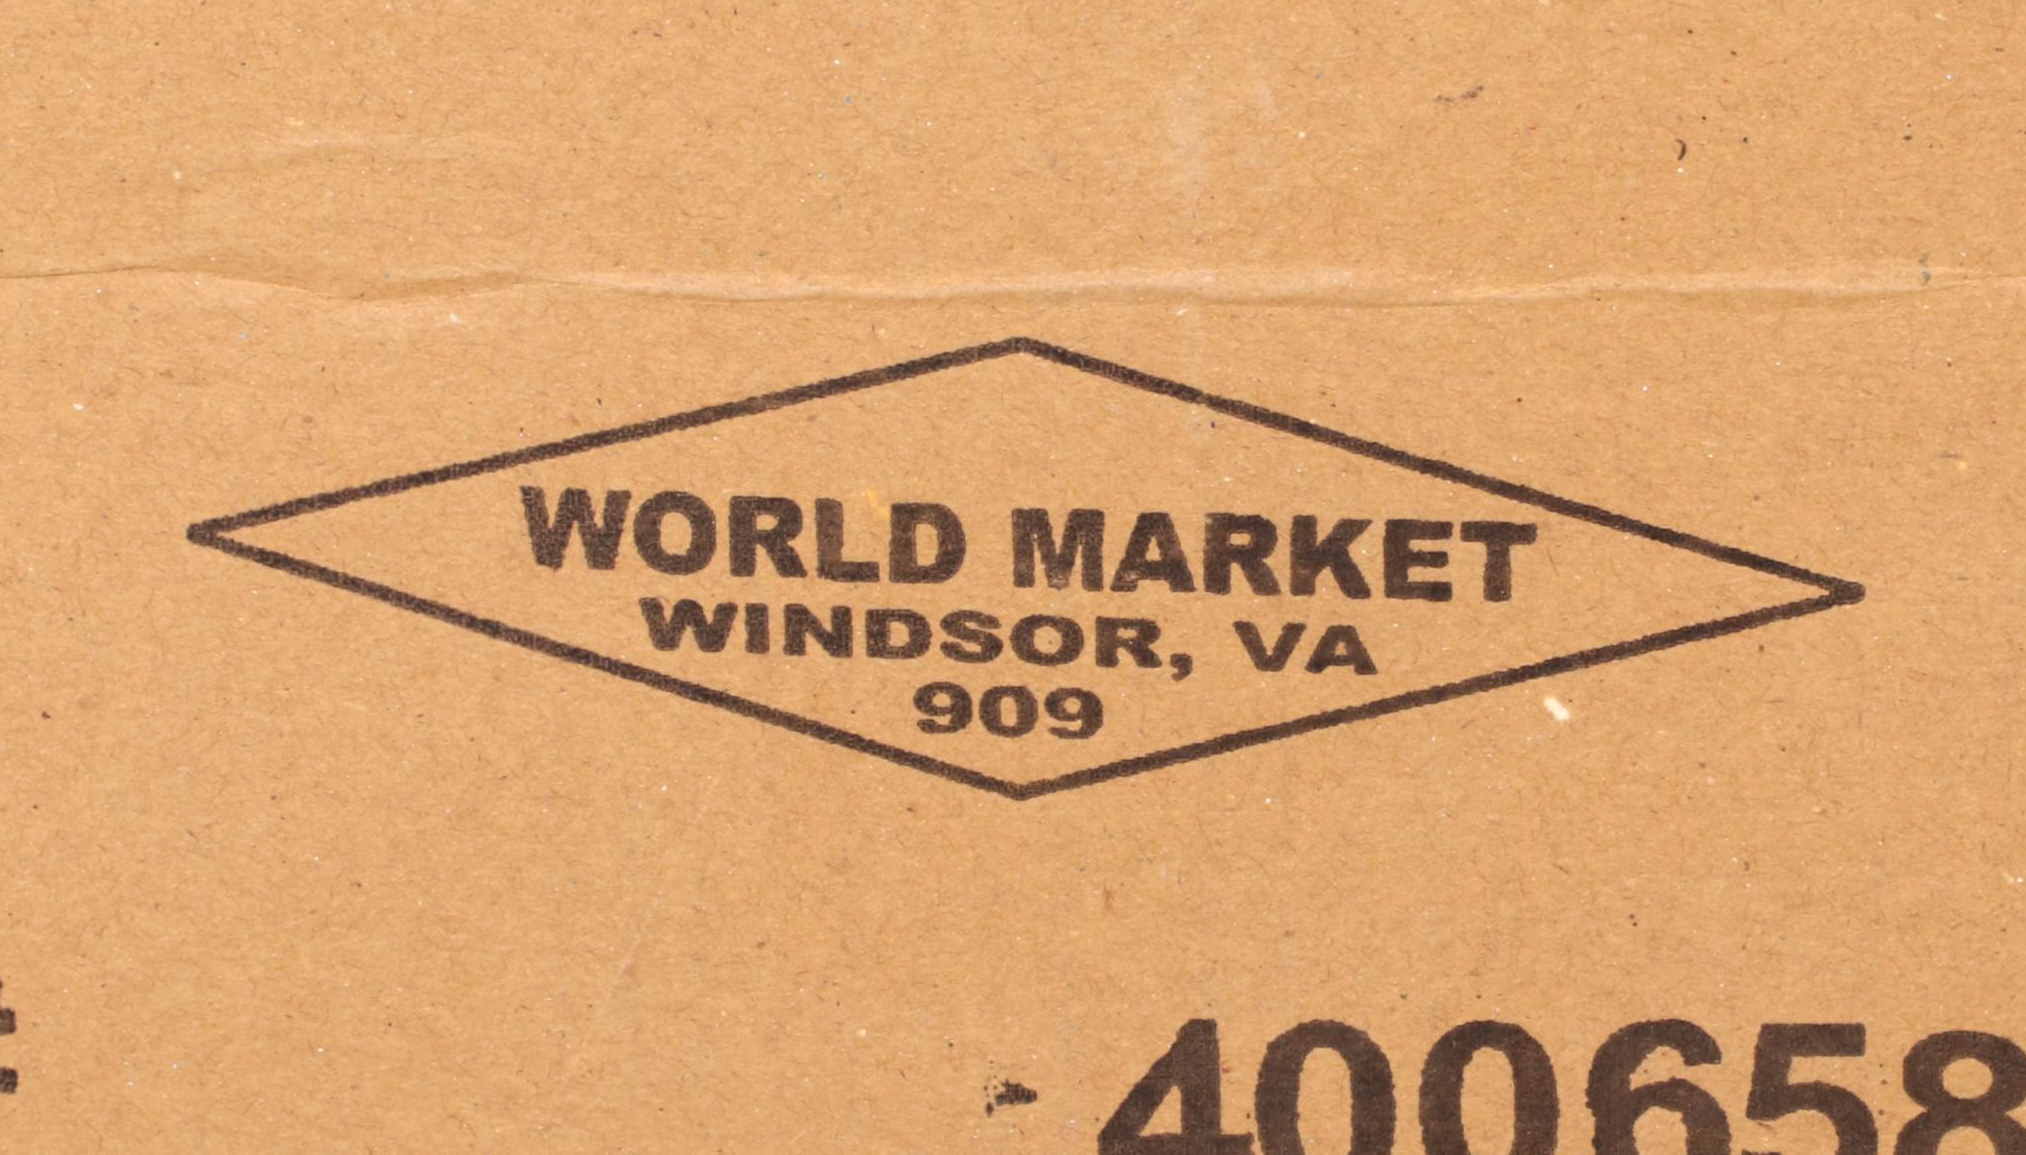 WORLD MARKET
WINDSOR, VA
909
400658